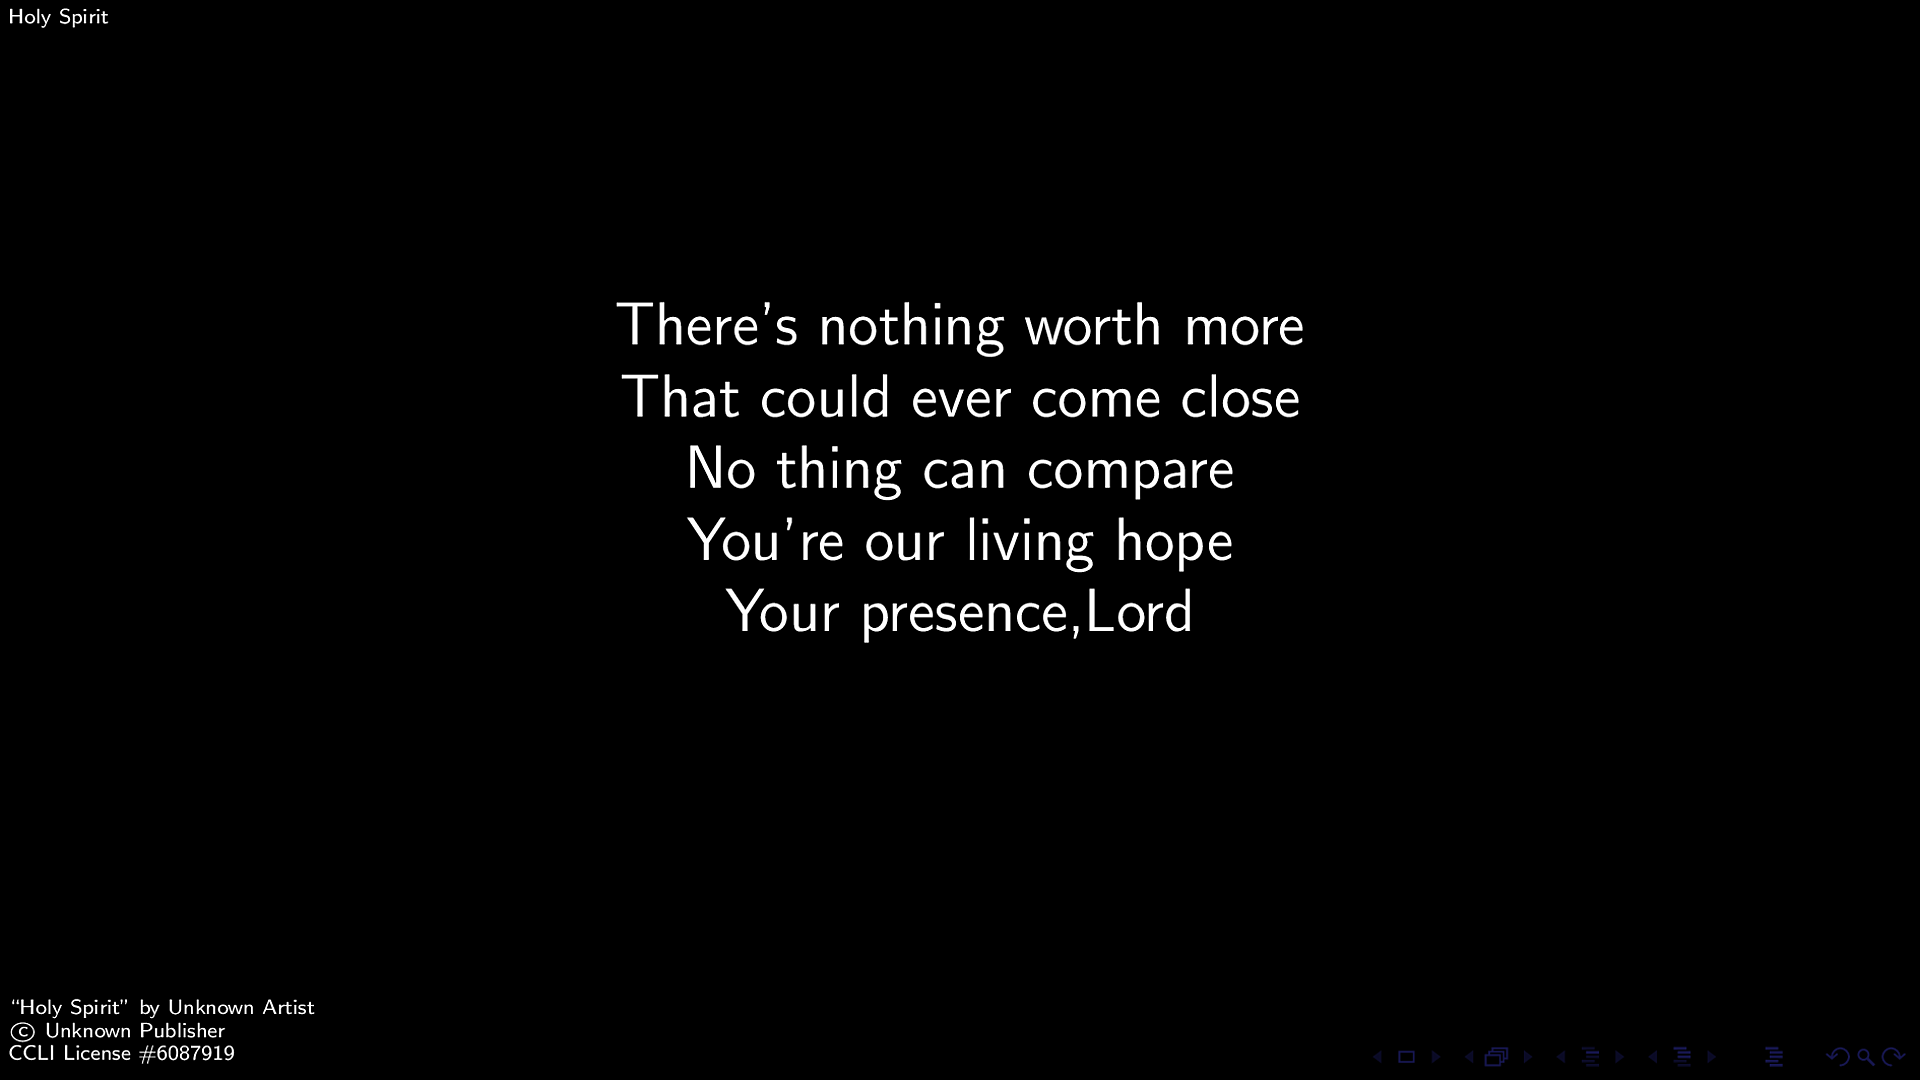 Holy Spirit
There's nothing worth more
That could ever come close
No thing can compare
You're our living hope
Your presence,Lord
“Holy Spirit” by Unknown Artist
© Unknown Publisher
CCLI License #6087919